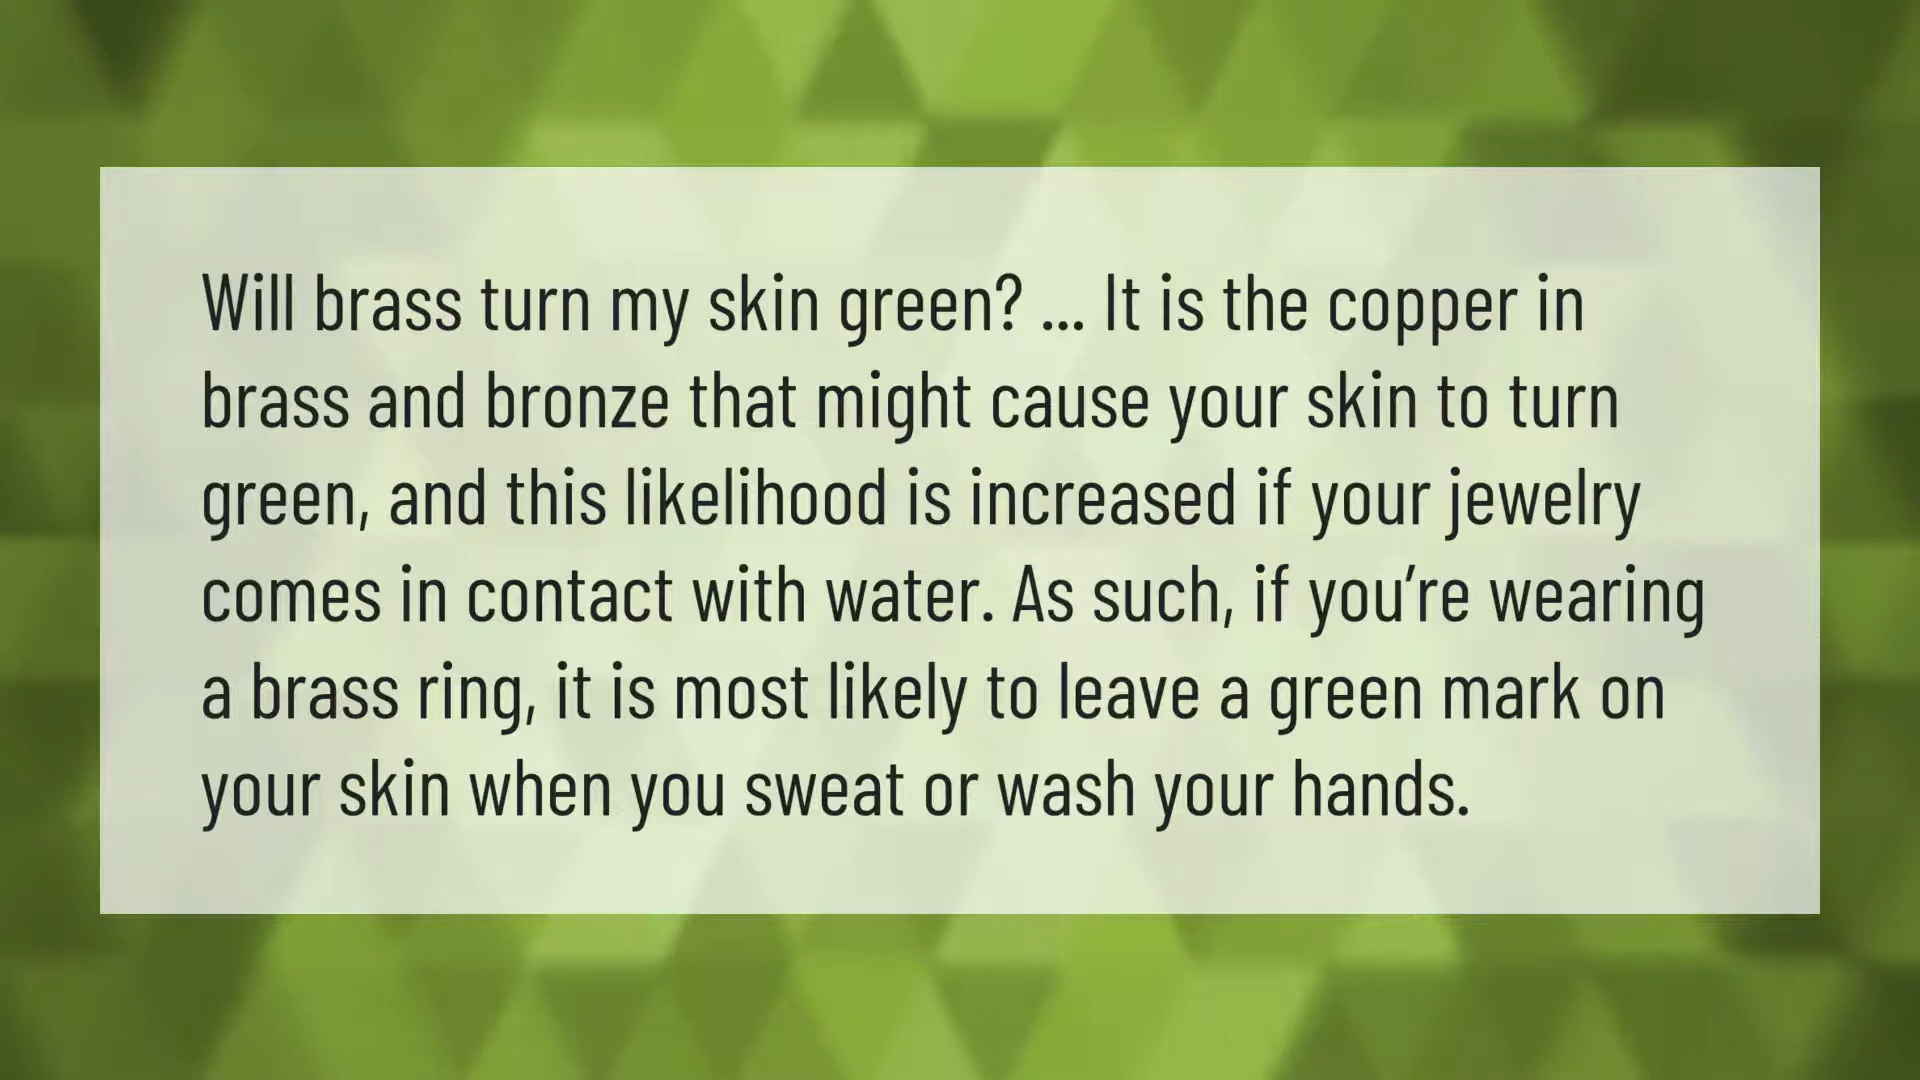 Will brass turn my skin green? ... It is the copper in
brass and bronze that might cause your skin to turn
green, and this likelihood is increased if your jewelry
comes in contact with water. As such, if you’re wearing
a brass ring, it is most likely to leave a green mark on
your skin when you sweat or wash your hands.